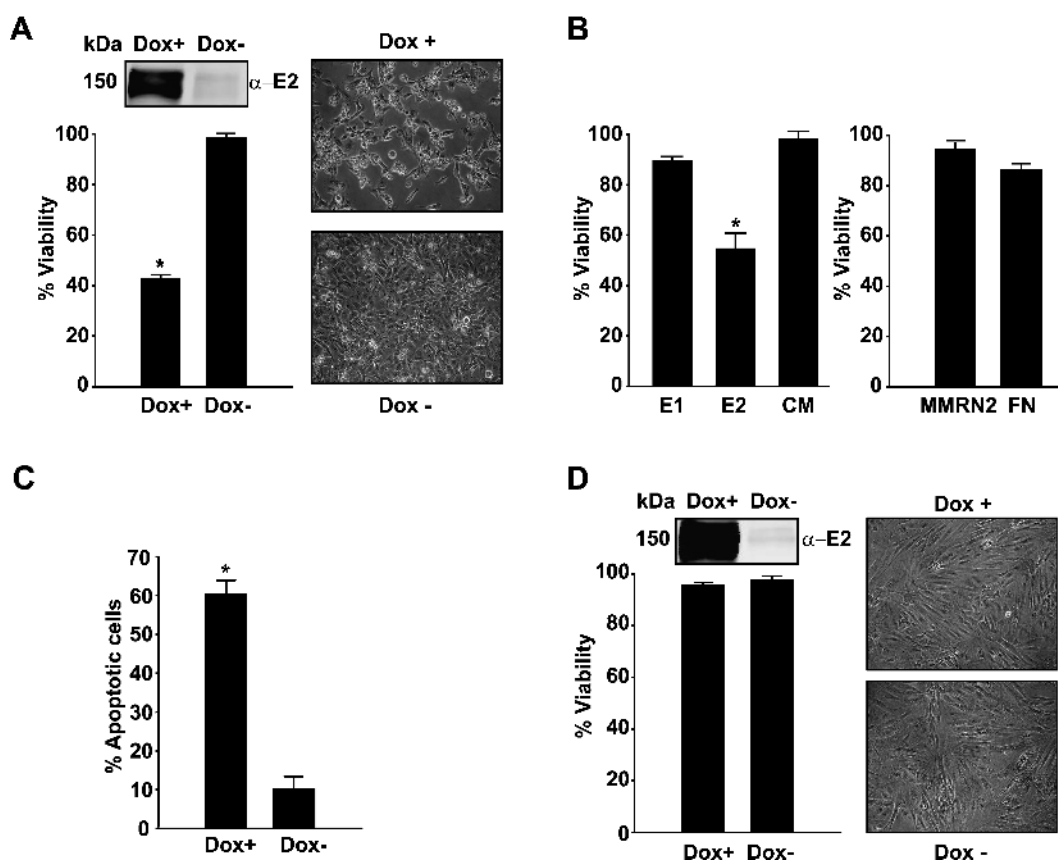 A
kDa Dox+ Dox-
150 α–E2
Dox +
% Viability
100
80
60
40
20
0
*
Dox+ Dox-
Dox -
B
% Viability
100
80
60
40
20
0
*
E1 E2 CM
100
80
60
40
20
0
MMRN2 FN
C
% Apoptotic cells
70
60
50
40
30
20
10
0
*
Dox+ Dox-
D
kDa Dox+ Dox-
150 α–E2
Dox +
% Viability
100
80
60
40
20
0
Dox+ Dox-
Dox -